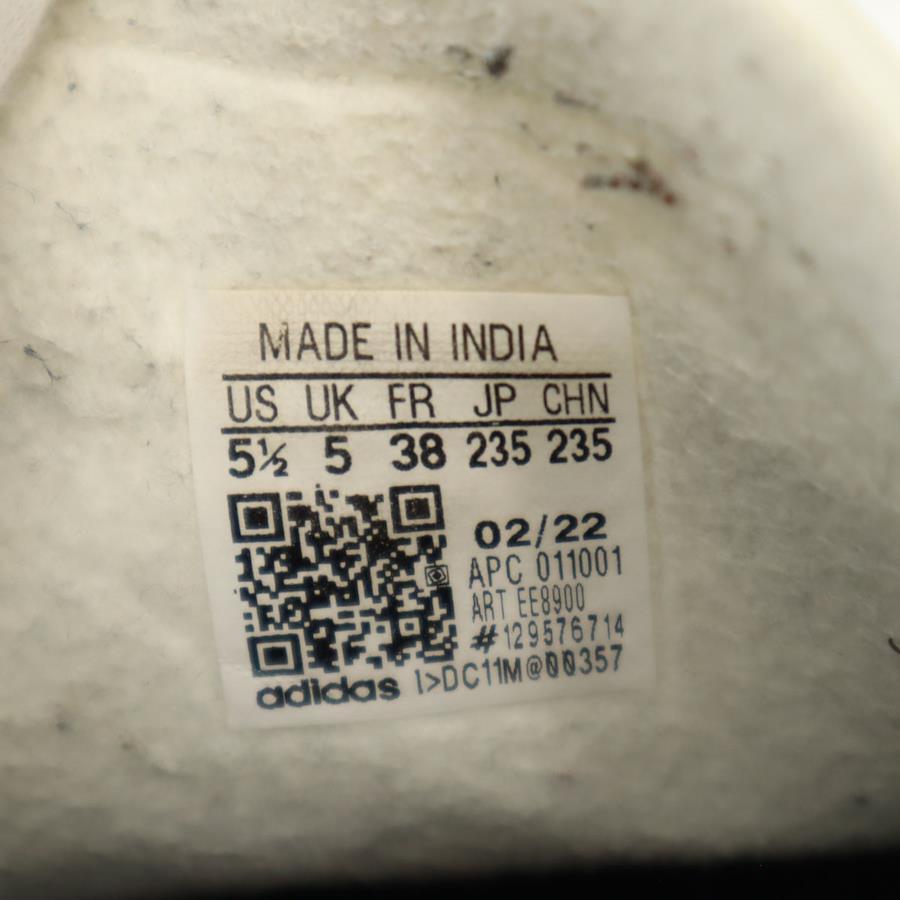 MADE IN INDIA
US UK FR JP CHN
5½ 5 38 235 235
02/22
APC 011001
ART EE8900
#129576714
adidas 1>DC11M@00357